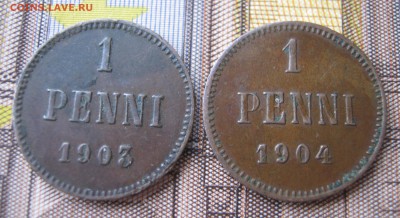 COINS.LAVE.RU
1
PENNI
1903
1
PENNI
1904